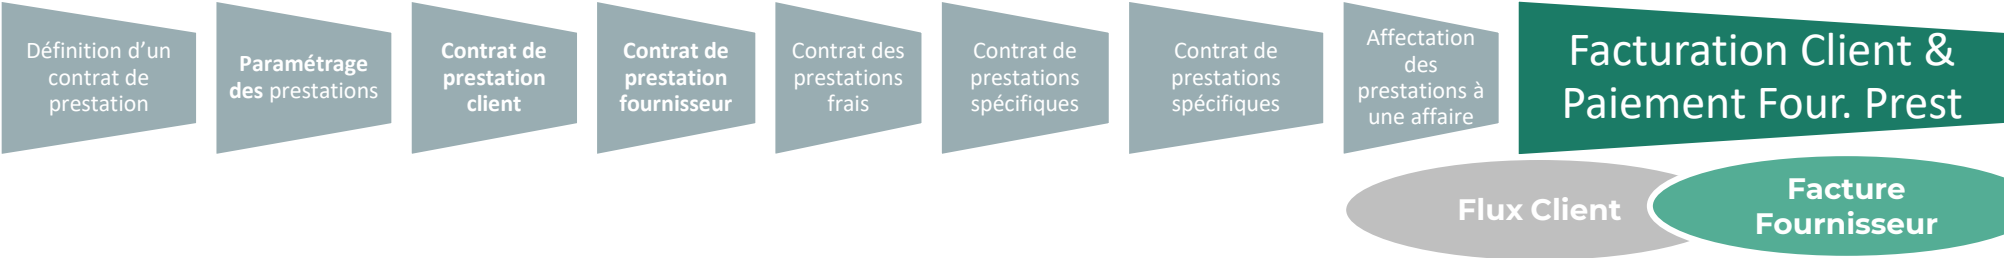 Définition d’un
contrat de
prestation
Paramétrage
des prestations
Contrat de
prestation
client
Contrat de
prestation
fournisseur
Contrat des
prestations
frais
Contrat de
prestations
spécifiques
Contrat de
prestations
spécifiques
Affectation
des
prestations à
une affaire
Facturation Client &
Paiement Four. Prest
Flux Client
Facture
Fournisseur